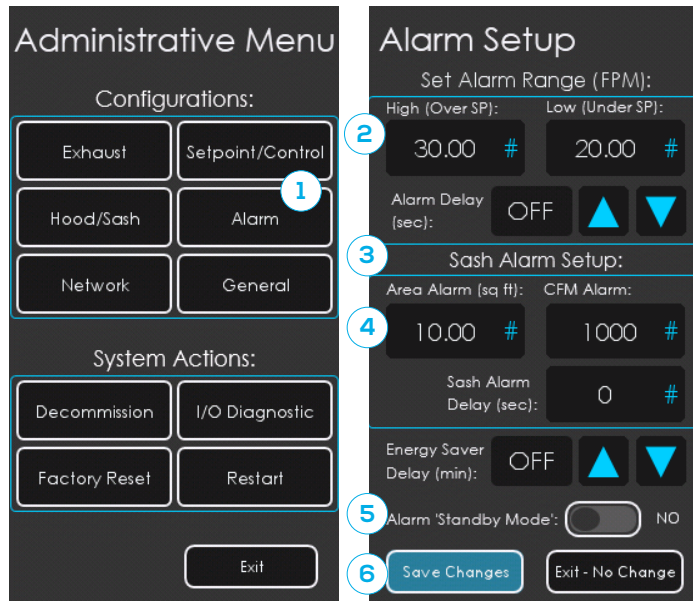 Administrative Menu
Configurations:
Exhaust
Setpoint/Control
1
Hood/Sash
Alarm
Network
General
System Actions:
Decommission
I/O Diagnostic
Factory Reset
Restart
Exit
Alarm Setup
Set Alarm Range (FPM):
High (Over SP):
Low (Under SP):
2
30.00 #
20.00 #
Alarm Delay
(sec):
OFF
3
Sash Alarm Setup:
Area Alarm (sq ft):
CFM Alarm:
4
10.00 #
1000 #
Sash Alarm
Delay (sec):
0 #
Energy Saver
Delay (min):
OFF
5
Alarm 'Standby Mode':
NO
6
Save Changes
Exit - No Change